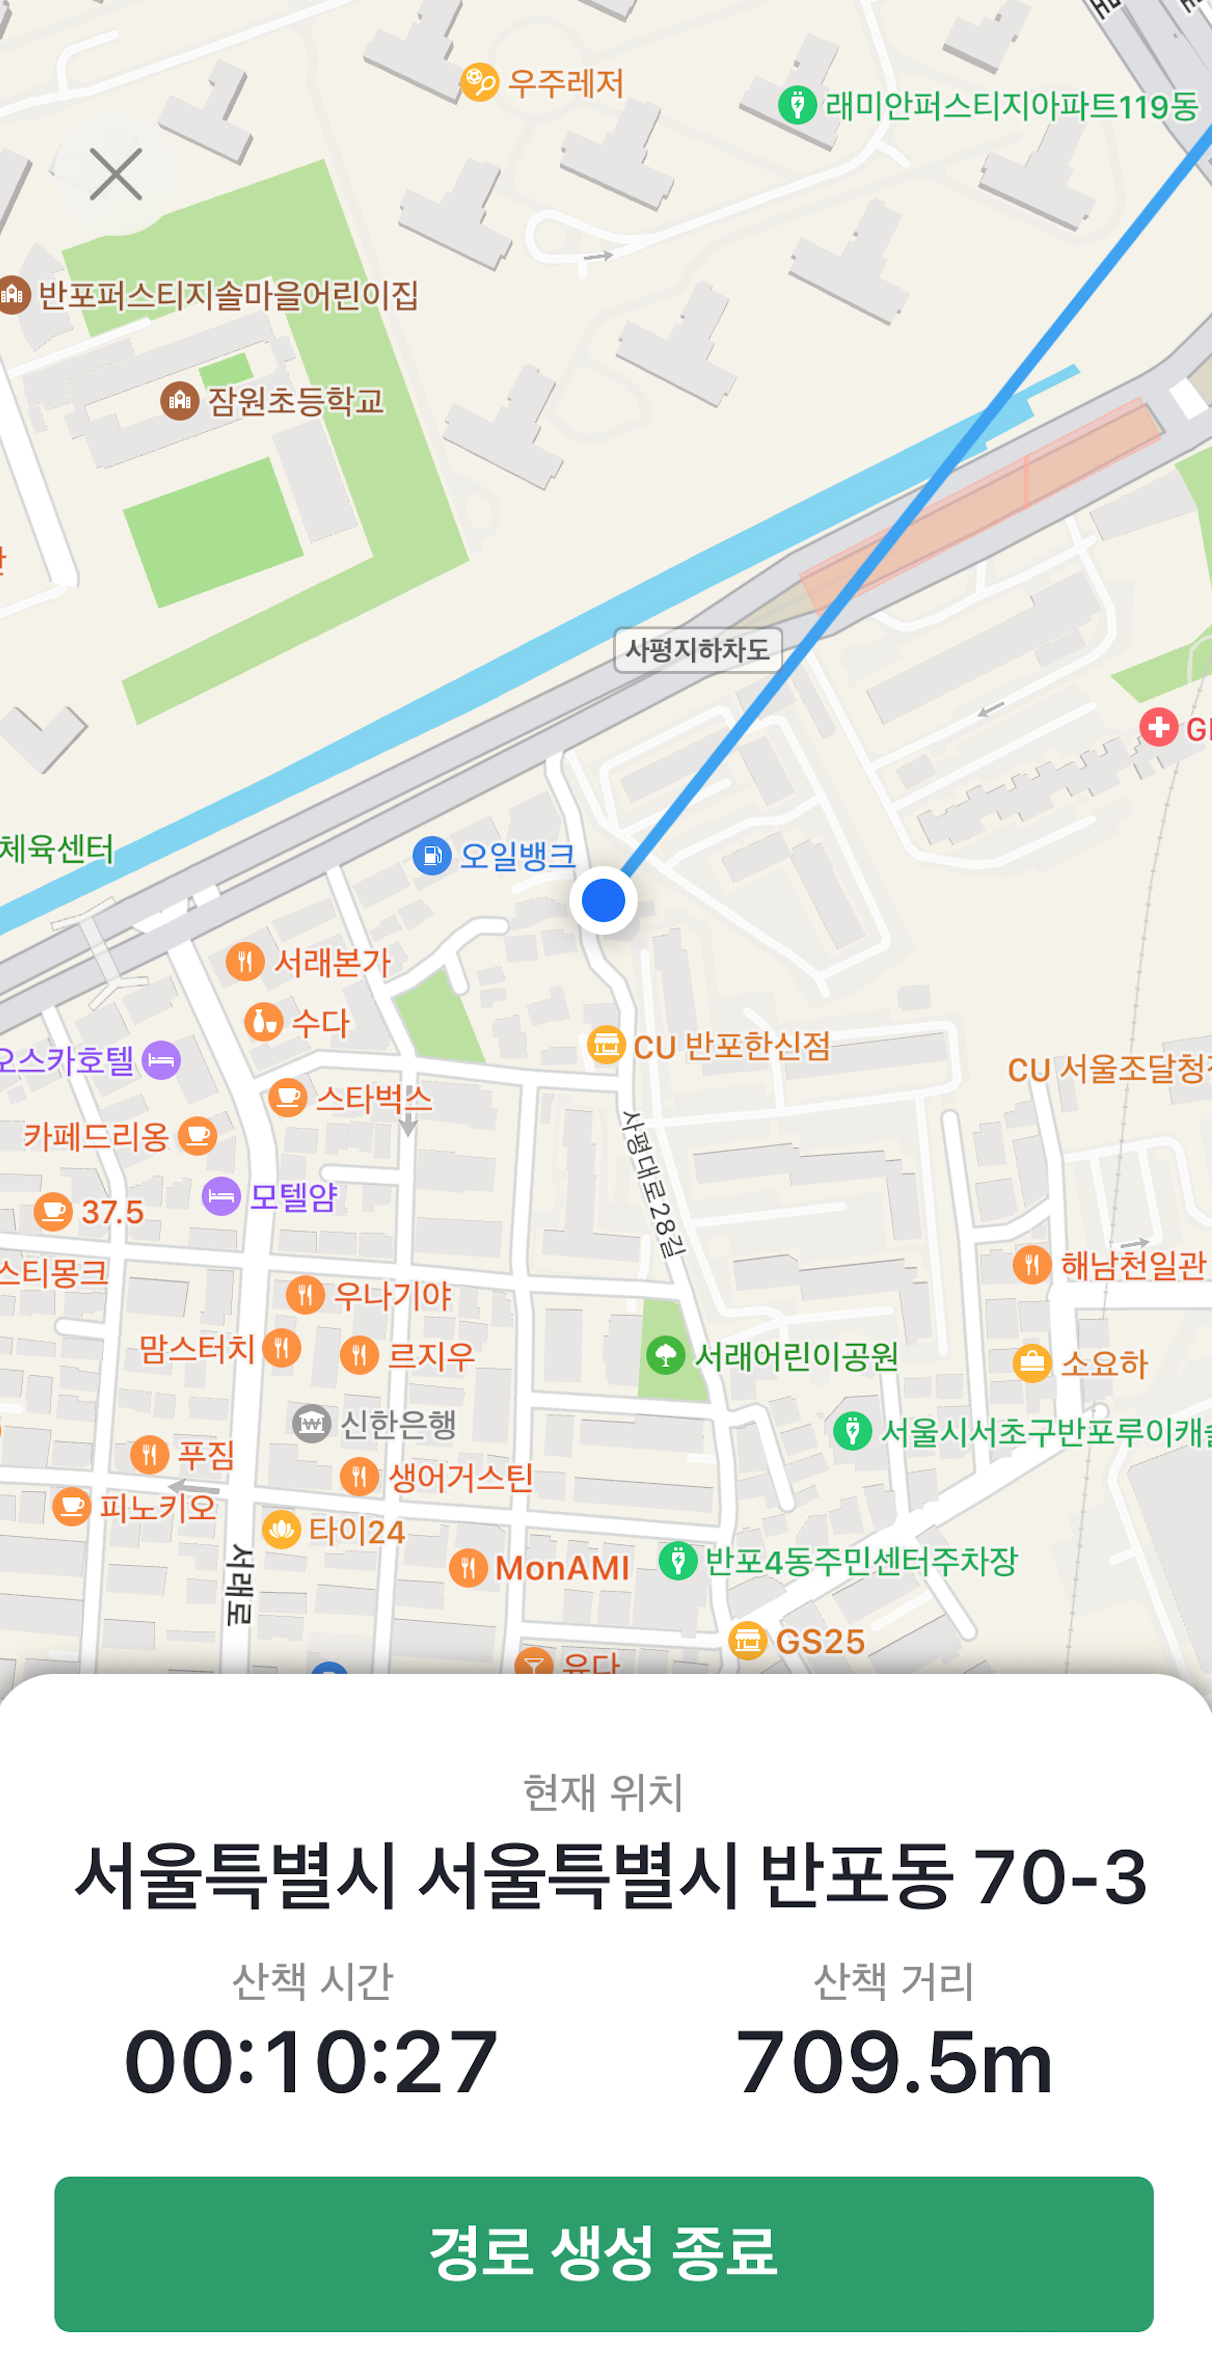 우주레저
래미안퍼스티지아파트119동
반포퍼스티지솔마을어린이집
잠원초등학교
사평지하차도
체육센터
오일뱅크
서래본가
수다
CU 반포한신점
오스카호텔
CU 서울조달청
스타벅스
카페드리옹
사평대로28길
모텔얌
37.5
해남천일관
스티몽크
우나기야
맘스터치
르지우
서래어린이공원
소요하
신한은행
서울시서초구반포루이캐슬
푸짐
생어거스틴
피노키오
타이24
서래로
MonAMI
반포4동주민센터주차장
GS25
현재 위치
서울특별시 서울특별시 반포동 70-3
산책 시간
산책 거리
00:10:27
709.5m
경로 생성 종료